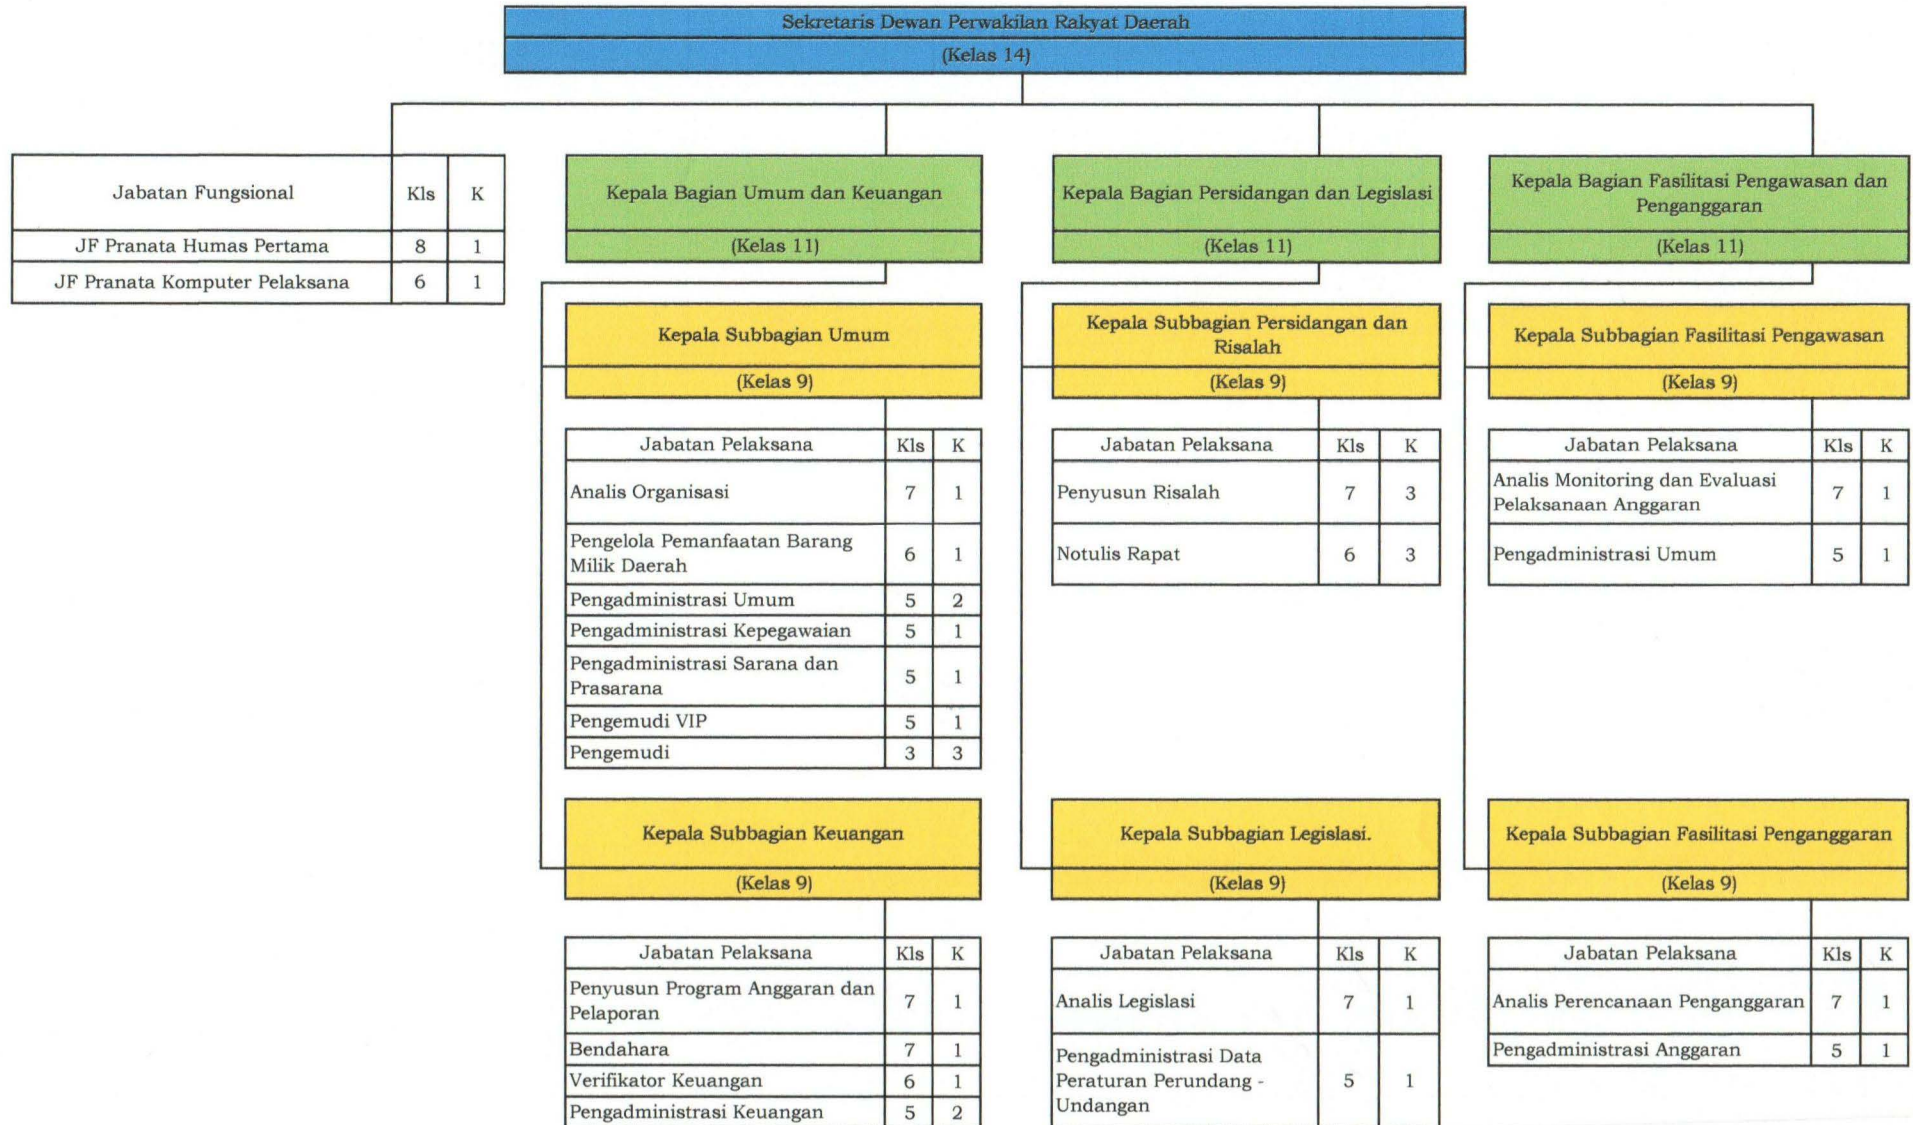 Sekretaris Dewan Perwakilan Rakyat Daerah
(Kelas 14)
Jabatan Fungsional Kls K
JF Pranata Humas Pertama 8 1
JF Pranata Komputer Pelaksana 6 1
Kepala Bagian Umum dan Keuangan
(Kelas 11)
Kepala Subbagian Umum
(Kelas 9)
Jabatan Pelaksana Kls K
Analis Organisasi 7 1
Pengelola Pemanfaatan Barang
Milik Daerah 6 1
Pengadministrasi Umum 5 2
Pengadministrasi Kepegawaian 5 1
Pengadministrasi Sarana dan
Prasarana 5 1
Pengemudi VIP 5 1
Pengemudi 3 3
Kepala Subbagian Keuangan
(Kelas 9)
Jabatan Pelaksana Kls K
Penyusun Program Anggaran dan
Pelaporan 7 1
Bendahara 7 1
Verifikator Keuangan 6 1
Pengadministrasi Keuangan 5 2
Kepala Bagian Persidangan dan Legislasi
(Kelas 11)
Kepala Subbagian Persidangan dan
Risalah
(Kelas 9)
Jabatan Pelaksana Kls K
Penyusun Risalah 7 3
Notulis Rapat 6 3
Kepala Subbagian Legislasi.
(Kelas 9)
Jabatan Pelaksana Kls K
Analis Legislasi 7 1
Pengadministrasi Data
Peraturan Perundang - 5 1
Undangan
Kepala Bagian Fasilitasi Pengawasan dan
Penganggaran
(Kelas 11)
Kepala Subbagian Fasilitasi Pengawasan
(Kelas 9)
Jabatan Pelaksana Kls K
Analis Monitoring dan Evaluasi
Pelaksanaan Anggaran 7 1
Pengadministrasi Umum 5 1
Kepala Subbagian Fasilitasi Penganggaran
(Kelas 9)
Jabatan Pelaksana Kls K
Analis Perencanaan Penganggaran 7 1
Pengadministrasi Anggaran 5 1